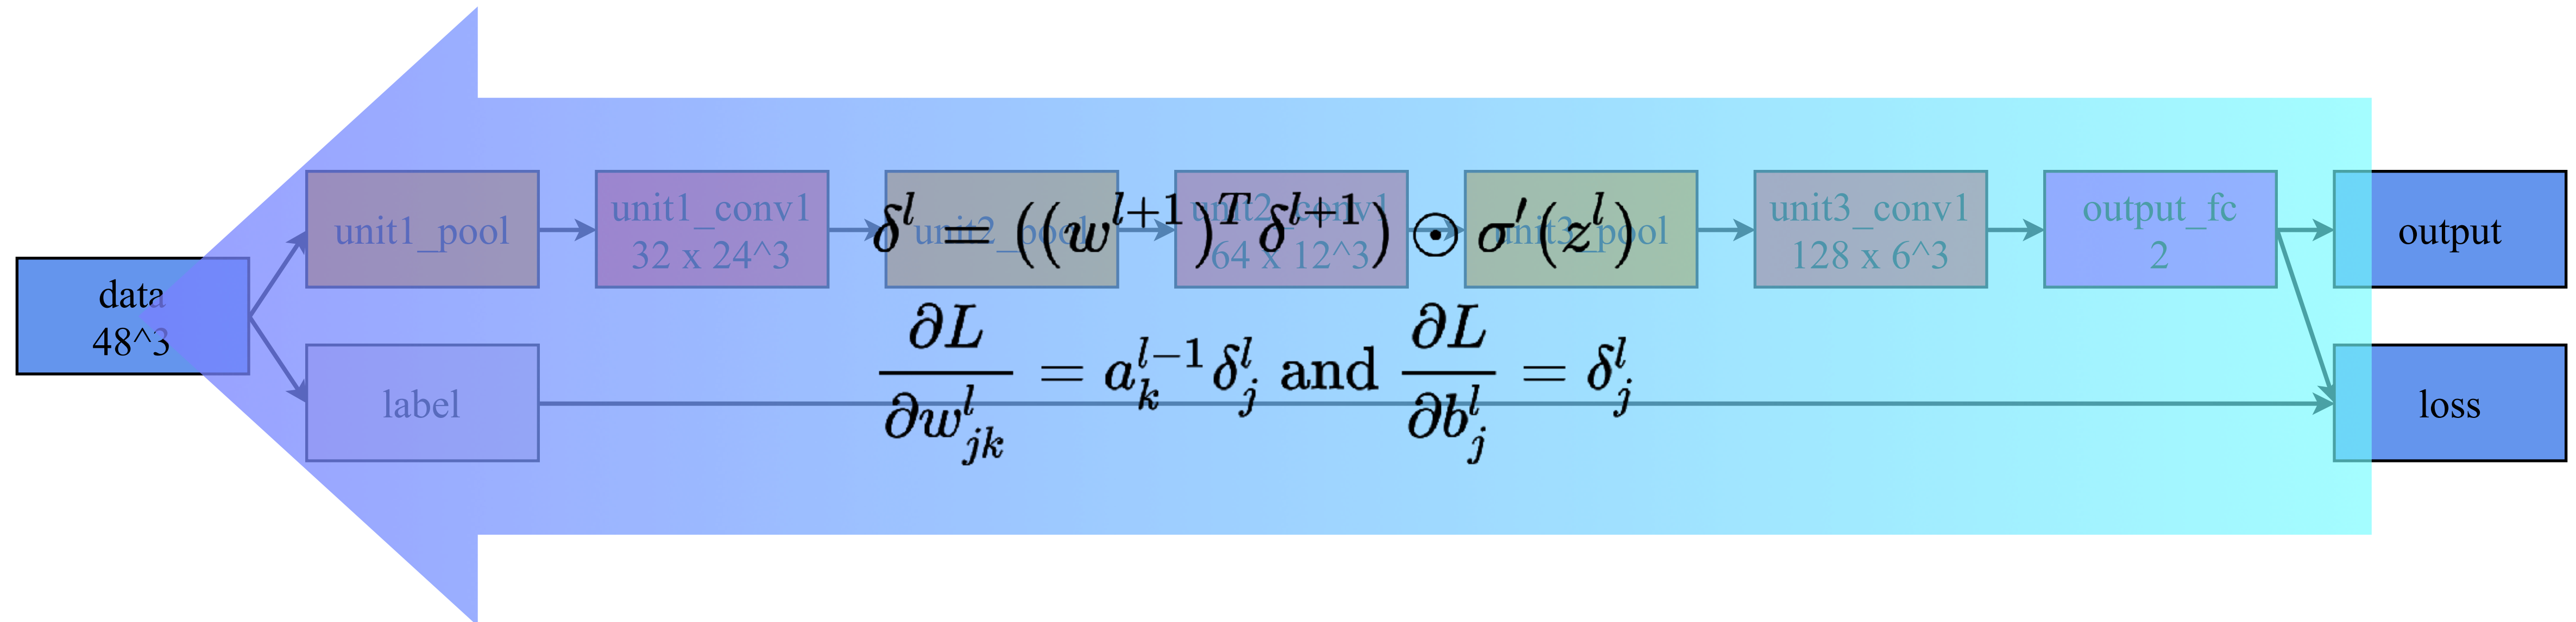 data
48^3
unit1_pool
unit1_conv1
32 x 24^3
unit2_pool
unit2_conv1
64 x 12^3
unit3_pool
unit3_conv1
128 x 6^3
output_fc
2
output
label
loss
δ^l = ((w^{l+1})^T δ^{l+1}) ⊙ σ′(z^l)
∂L/∂w^l_{jk} = a^{l−1}_k δ^l_j and ∂L/∂b^l_j = δ^l_j